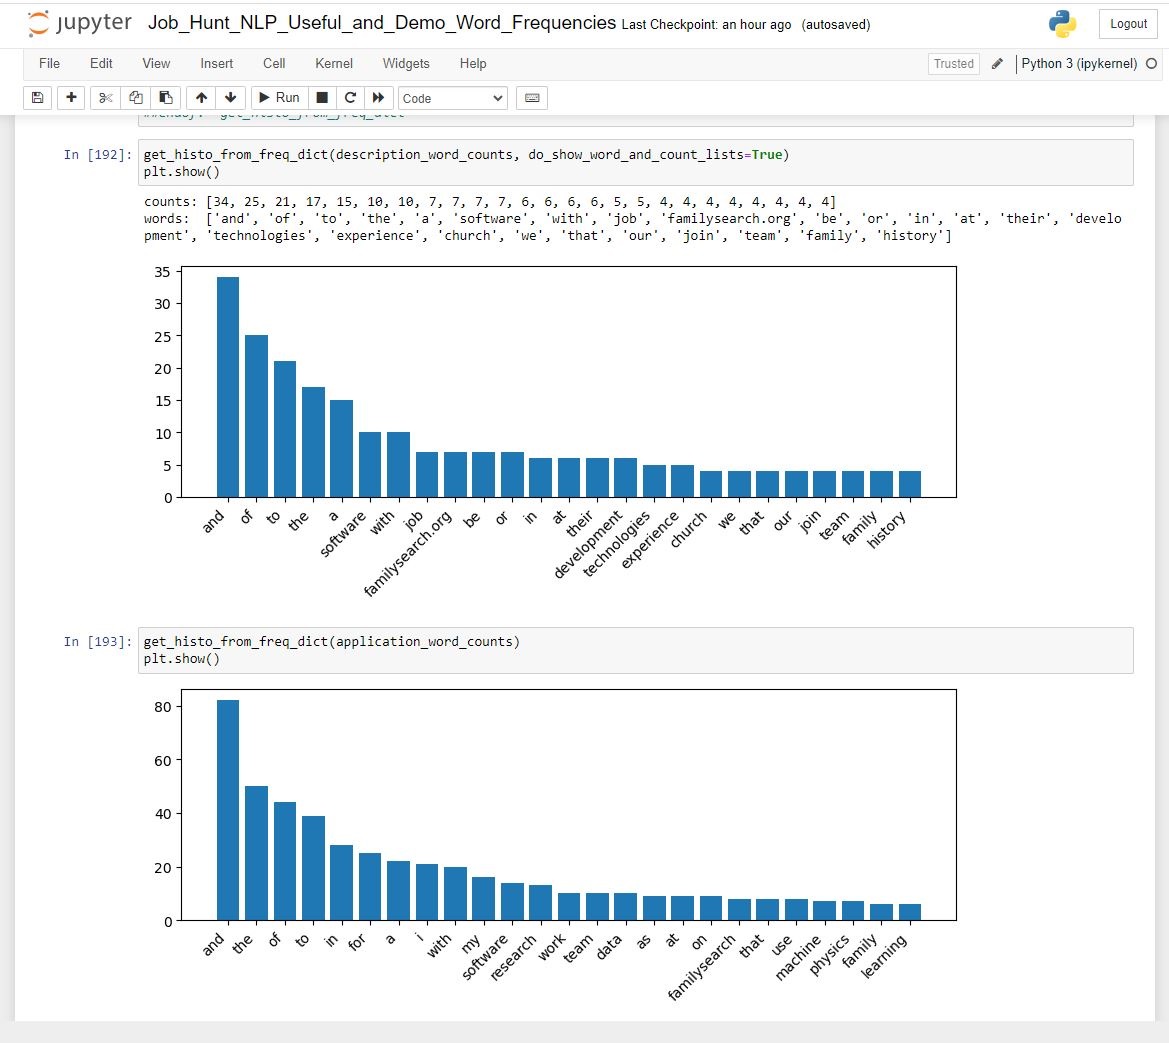 jupyter Job_Hunt_NLP_Useful_and_Demo_Word_Frequencies Last Checkpoint: an hour ago (autosaved) Logout
File Edit View Insert Cell Kernel Widgets Help Trusted Python 3 (ipykernel)
Run Code
In [192]: get_histo_from_freq_dict(description_word_counts, do_show_word_and_count_lists=True)
plt.show()
counts: [34, 25, 21, 17, 15, 10, 10, 7, 7, 7, 7, 6, 6, 6, 6, 5, 5, 4, 4, 4, 4, 4, 4, 4, 4]
words:  ['and', 'of', 'to', 'the', 'a', 'software', 'with', 'job', 'familysearch.org', 'be', 'or', 'in', 'at', 'their', 'develo
pment', 'technologies', 'experience', 'church', 'we', 'that', 'our', 'join', 'team', 'family', 'history']
35
30
25
20
15
10
5
0
and of to the a software with job familysearch.org be or in at their development technologies experience church we that our join team family history
In [193]: get_histo_from_freq_dict(application_word_counts)
plt.show()
80
60
40
20
0
and the of to in for a i with my software research work team data as at on familysearch that use machine physics family learning